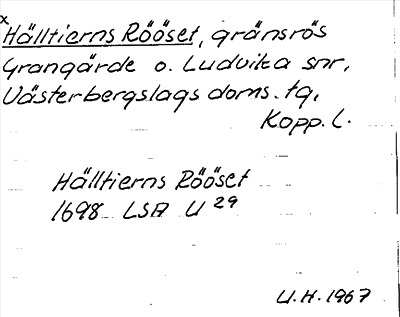 x
Hälltierns Rööset, gränsrös
Grangärde o. Ludvika snr,
Västerbergslags doms. tg,
Kopp. l.
Hälltierns Rööset
1698 LSA U 29
U.H. 1967